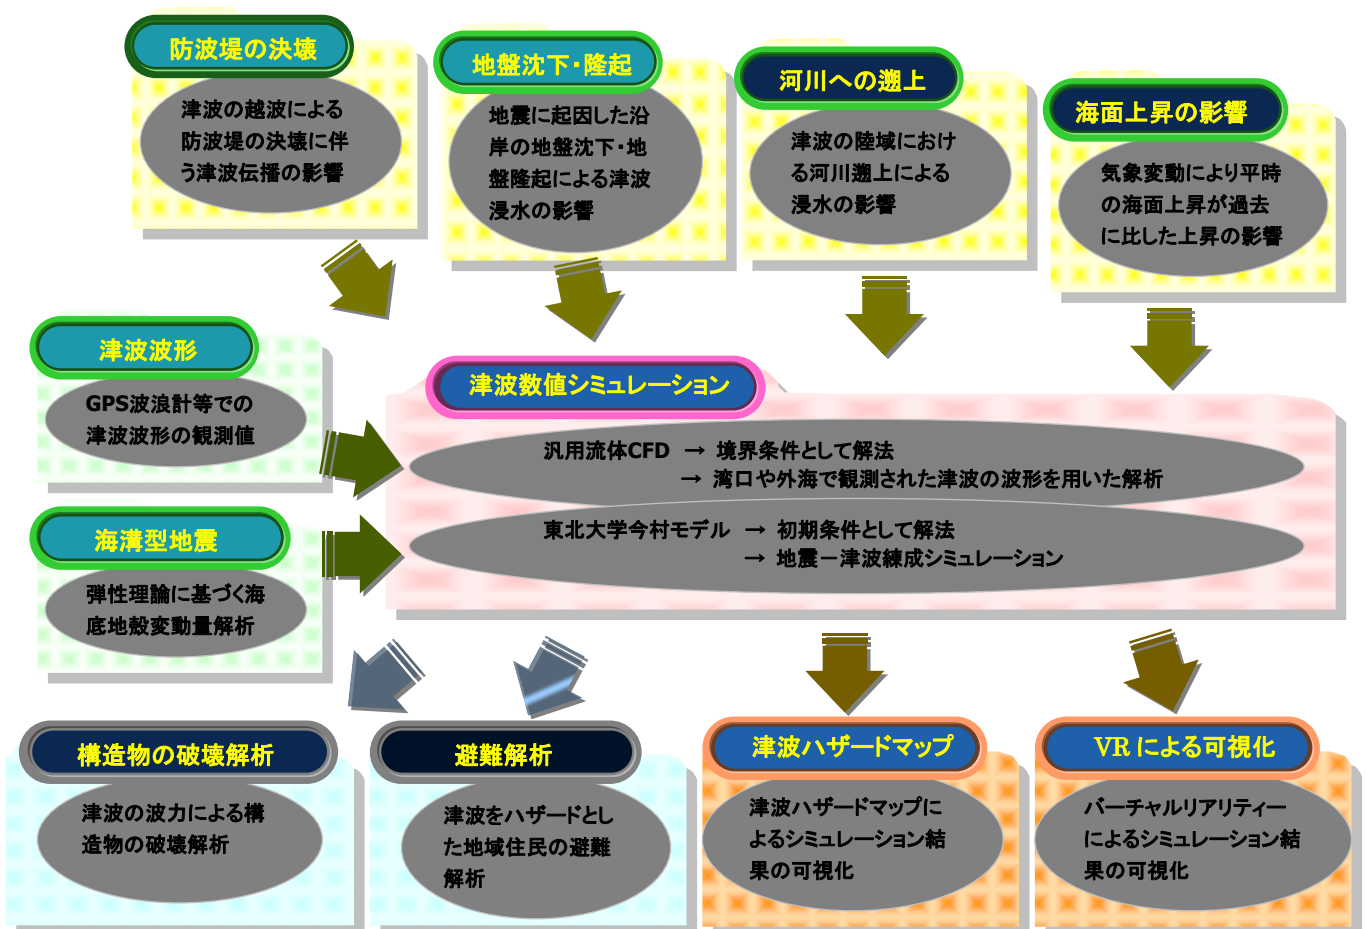 防波堤の決壊
津波の越波による
防波堤の決壊に伴
う津波伝播の影響
地盤沈下・隆起
地震に起因した沿
岸の地盤沈下・地
盤隆起による津波
浸水の影響
河川への遡上
津波の陸域におけ
る河川遡上による
浸水の影響
海面上昇の影響
気象変動により平時
の海面上昇が過去
に比した上昇の影響
津波波形
GPS波浪計等での
津波波形の観測値
海溝型地震
弾性理論に基づく海
底地殻変動量解析
津波数値シミュレーション
汎用流体CFD → 境界条件として解法
→ 湾口や外海で観測された津波の波形を用いた解析
東北大学今村モデル → 初期条件として解法
→ 地震－津波練成シミュレーション
構造物の破壊解析
津波の波力による構
造物の破壊解析
避難解析
津波をハザードとし
た地域住民の避難
解析
津波ハザードマップ
津波ハザードマップに
よるシミュレーション結
果の可視化
VR による可視化
バーチャルリアリティー
によるシミュレーション結
果の可視化